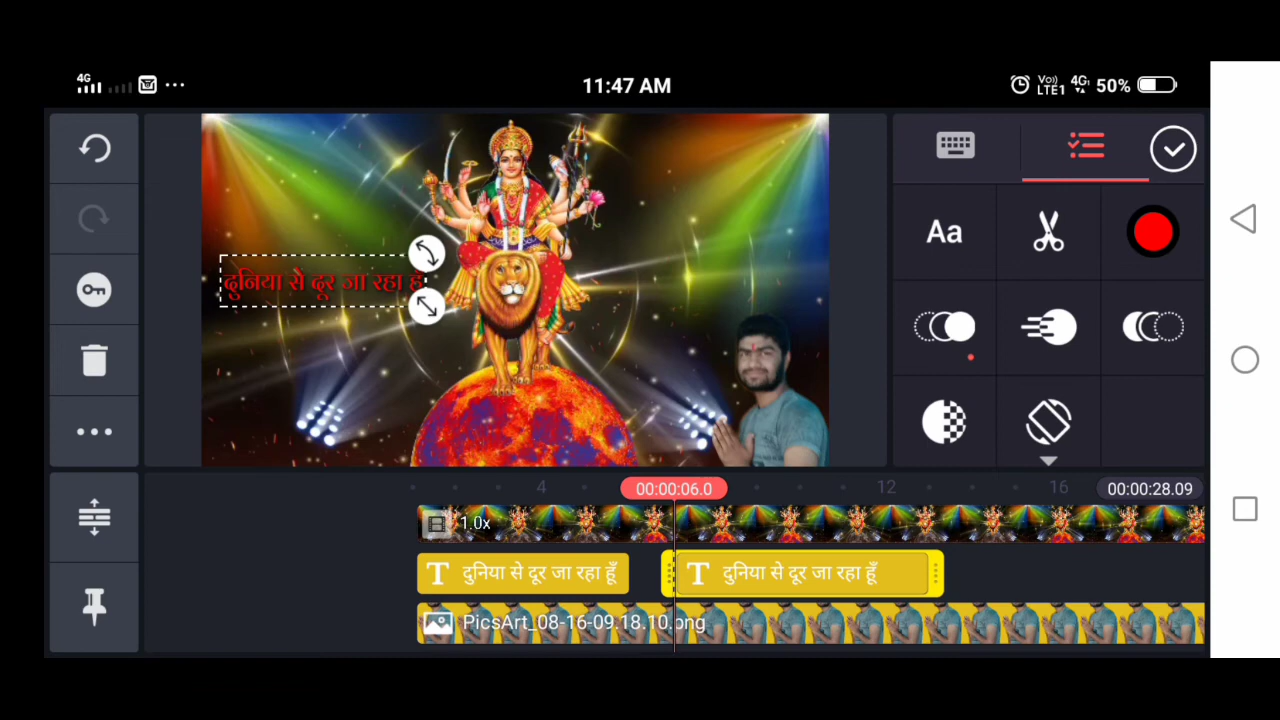 4G
11:47 AM
Vo)) LTE1 4G 50%
दुनिया से दूर जा रहा हूँ
Aa
4 00:00:06.0 12 16 00:00:28.09
1.0x
T दुनिया से दूर जा रहा हूँ T दुनिया से दूर जा रहा हूँ
PicsArt_08-16-09.18.10.png